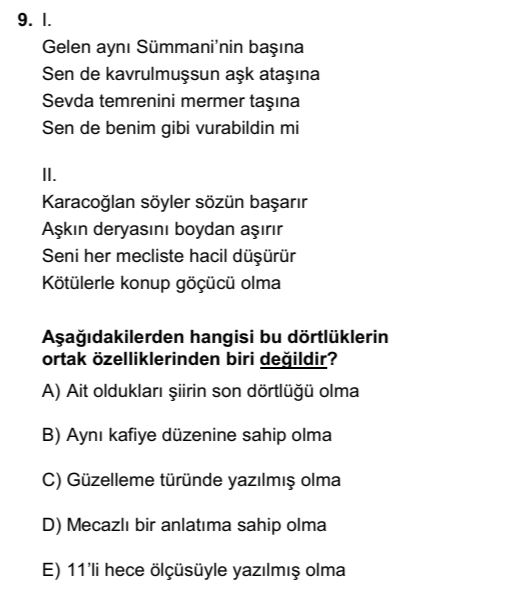 9. I.
Gelen aynı Sümmani'nin başına
Sen de kavrulmuşsun aşk ataşına
Sevda temrenini mermer taşına
Sen de benim gibi vurabildin mi
II.
Karacoğlan söyler sözün başarır
Aşkın deryasını boydan aşırır
Seni her mecliste hacil düşürür
Kötülerle konup göçücü olma
Aşağıdakilerden hangisi bu dörtlüklerin
ortak özelliklerinden biri değildir?
A) Ait oldukları şiirin son dörtlüğü olma
B) Aynı kafiye düzenine sahip olma
C) Güzelleme türünde yazılmış olma
D) Mecazlı bir anlatıma sahip olma
E) 11'li hece ölçüsüyle yazılmış olma